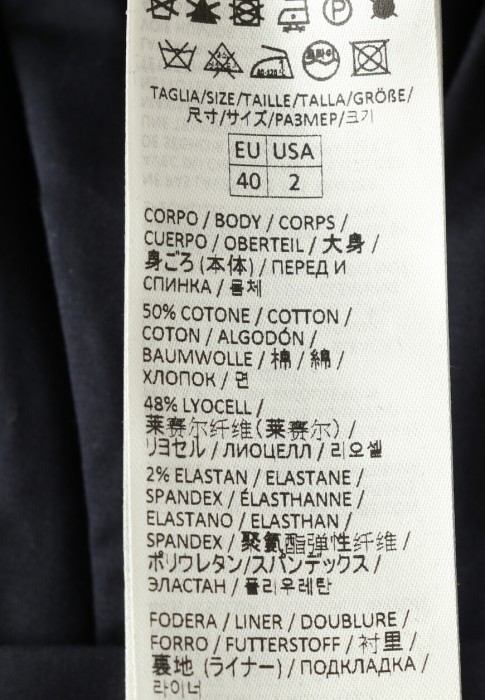 TAGLIA/SIZE/TAILLE/TALLA/GRÖßE/
尺寸/サイズ/РАЗМЕР/크기
EU USA
40 2
CORPO / BODY / CORPS /
CUERPO / OBERTEIL / 大身 /
身ごろ (本体) / ПЕРЕД И
СПИНКА / 몸체
50% COTONE / COTTON /
COTON / ALGODÓN /
BAUMWOLLE / 棉 / 綿 /
ХЛОПОК / 면
48% LYOCELL /
莱赛尔纤维(莱赛尔) /
リヨセル / ЛИОЦЕЛЛ / 리오셀
2% ELASTAN / ELASTANE /
SPANDEX / ÉLASTHANNE /
ELASTANO / ELASTHAN /
SPANDEX / 聚氨酯弹性纤维 /
ポリウレタン/スパンデックス /
ЭЛАСТАН / 폴리우레탄
FODERA / LINER / DOUBLURE /
FORRO / FUTTERSTOFF / 衬里 /
裏地 (ライナー) / ПОДКЛАДКА /
라이너